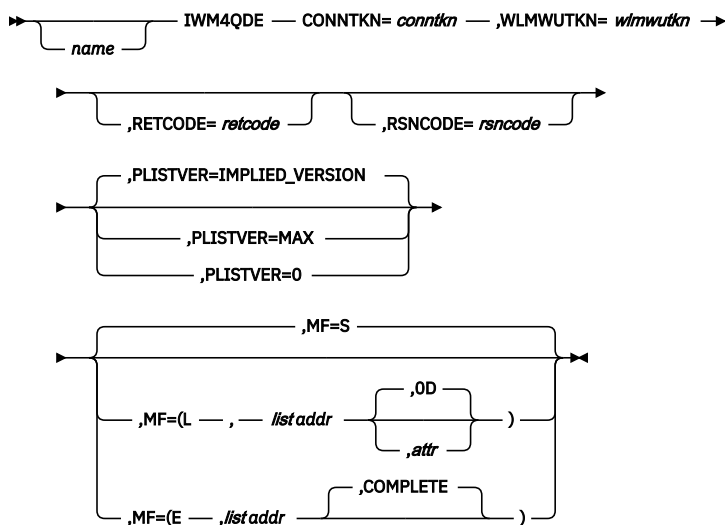 IWM4QDE CONNTKN= conntkn ,WLMWUTKN= wlmwutkn
name
,RETCODE= retcode ,RSNCODE= rsncode
,PLISTVER=IMPLIED_VERSION
,PLISTVER=MAX
,PLISTVER=0
,MF=S
,0D
,MF=(L , list addr )
,attr
,COMPLETE
,MF=(E ,list addr )